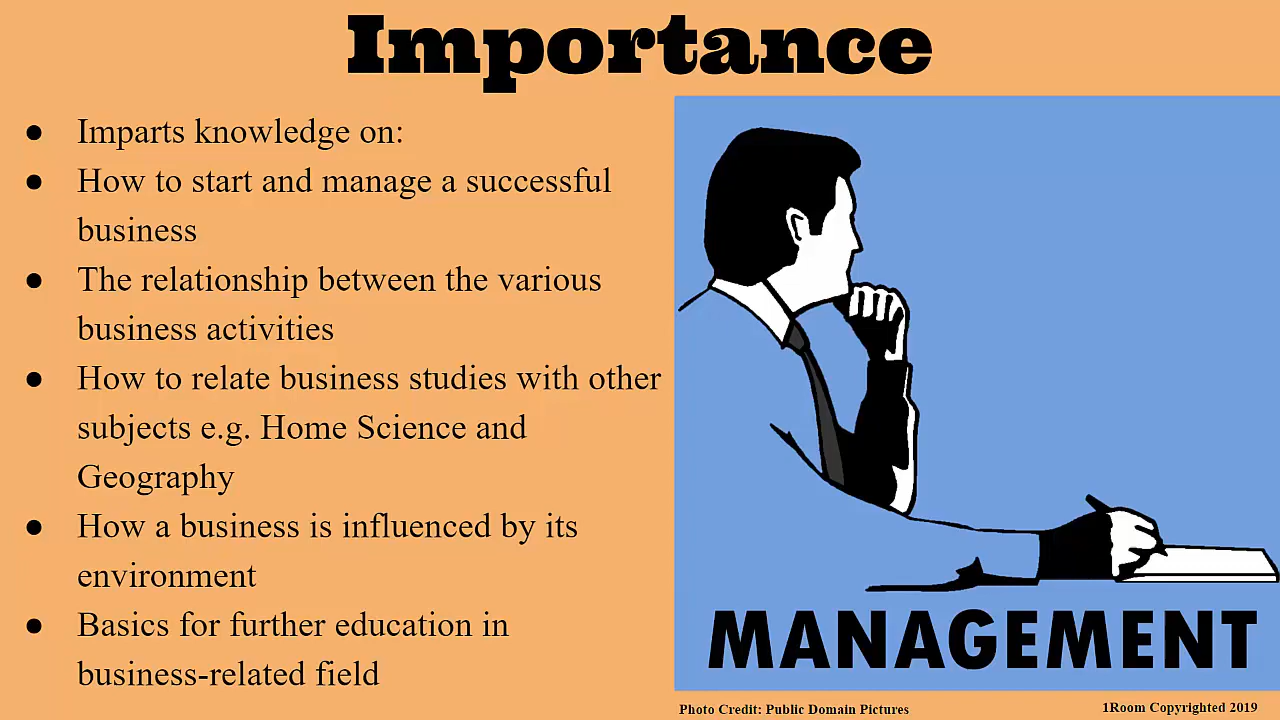 Importance
● Imparts knowledge on:
● How to start and manage a successful
business
● The relationship between the various
business activities
● How to relate business studies with other
subjects e.g. Home Science and
Geography
● How a business is influenced by its
environment
● Basics for further education in
business-related field
MANAGEMENT
Photo Credit: Public Domain Pictures
1Room Copyrighted 2019